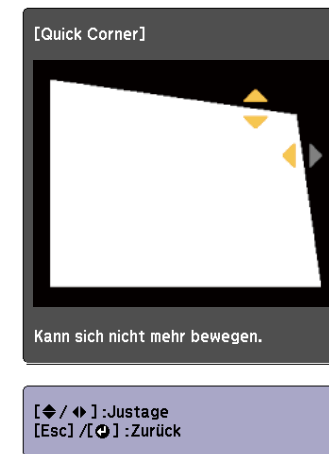 [Quick Corner]
Kann sich nicht mehr bewegen.
[ / ] :Justage
[Esc] /[ ] :Zurück